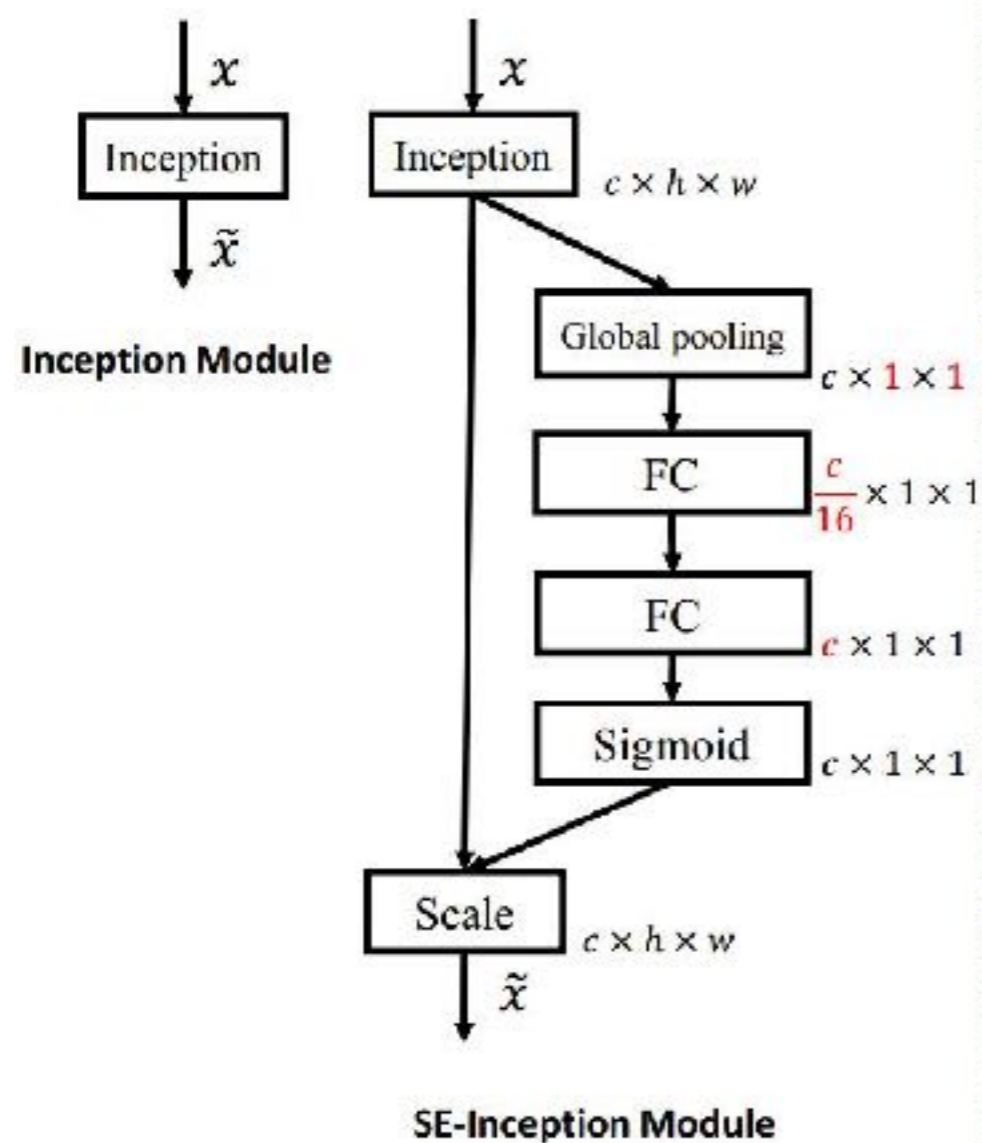 x
Inception
x̃
Inception Module
x
Inception
c × h × w
Global pooling
c × 1 × 1
FC
c/16 × 1 × 1
FC
c × 1 × 1
Sigmoid
c × 1 × 1
Scale
c × h × w
x̃
SE-Inception Module